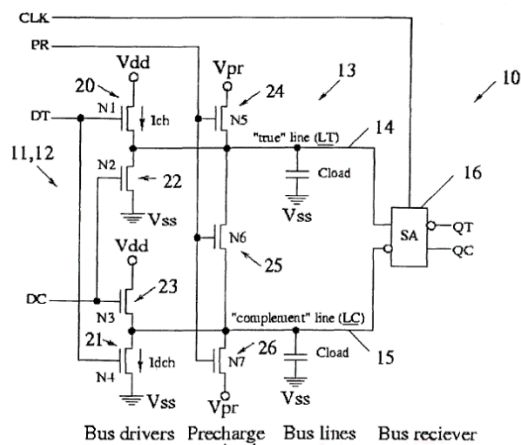 CLK
PR
20
Vdd
Vpr
24
13
10
DT
N1
Ich
N5
"true" line (LT)
14
11,12
N2
22
Cload
16
Vss
Vss
N6
SA
QT
QC
Vdd
25
23
DC
N3
"complement" line (LC)
21
26
15
N4
Idch
N7
Cload
Vss
Vpr
Vss
Bus drivers Precharge Bus lines Bus reciever